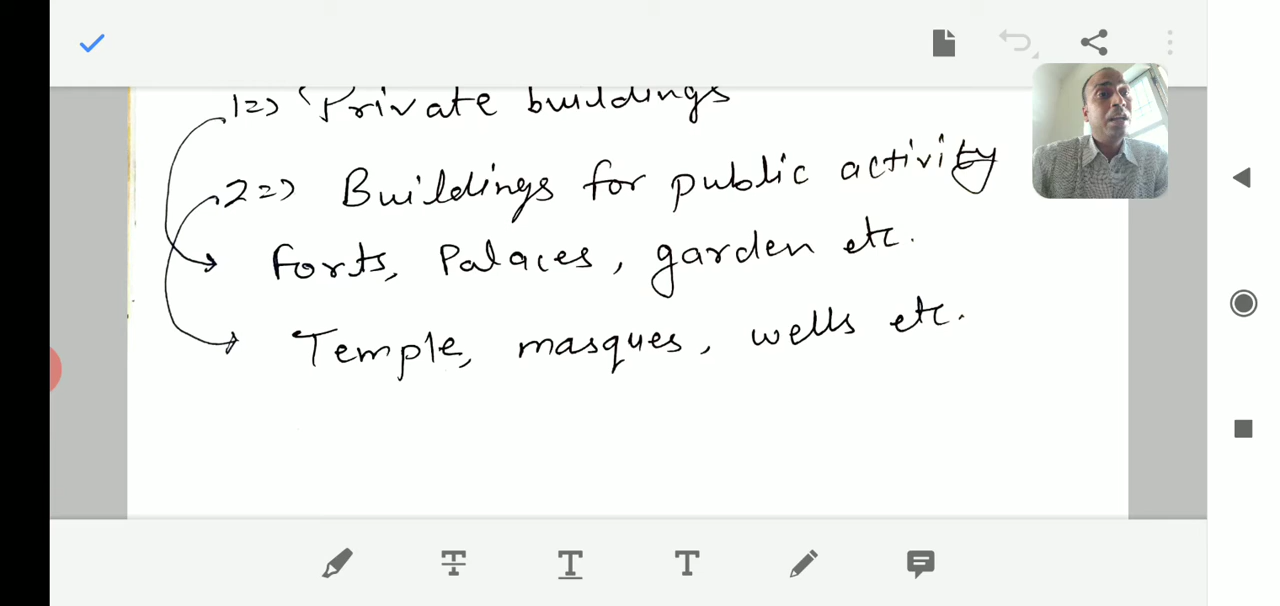 1=) Private buildings
2=) Buildings for public activity
Forts, Palaces, garden etc.
Temple, masques, wells etc.
T T T